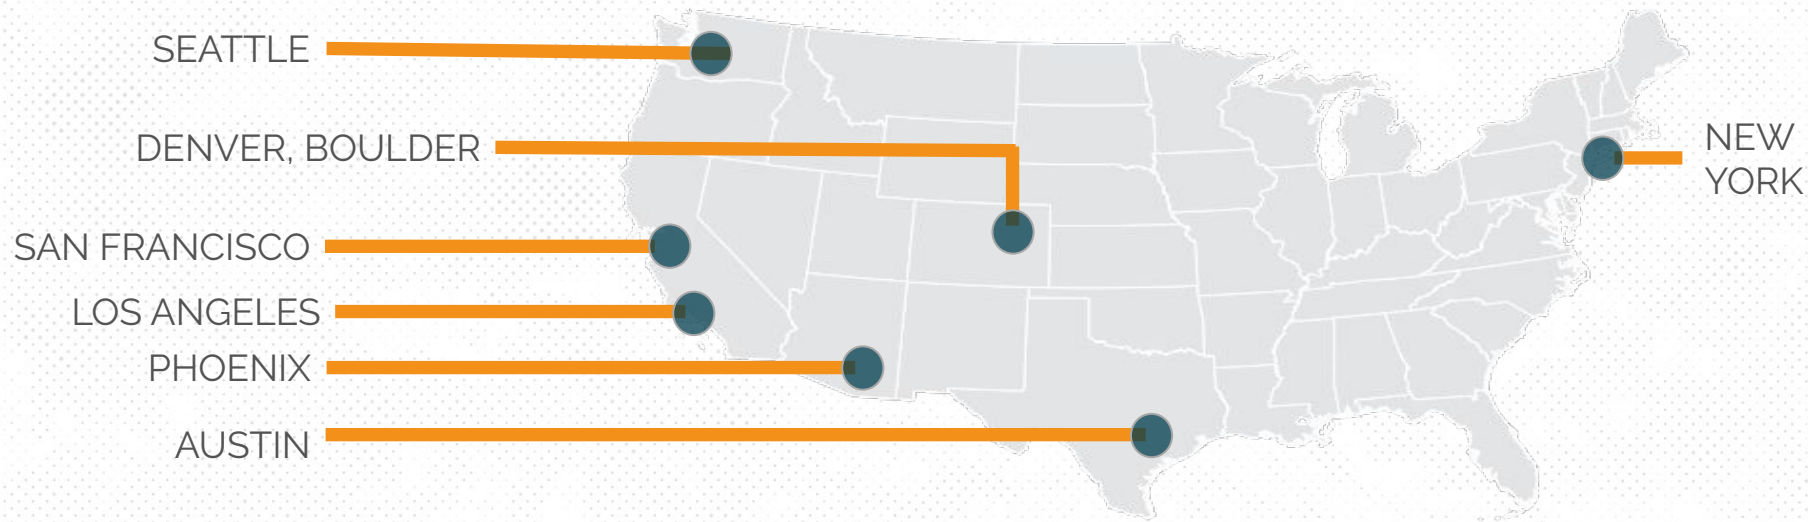 SEATTLE
DENVER, BOULDER
NEW
YORK
SAN FRANCISCO
LOS ANGELES
PHOENIX
AUSTIN